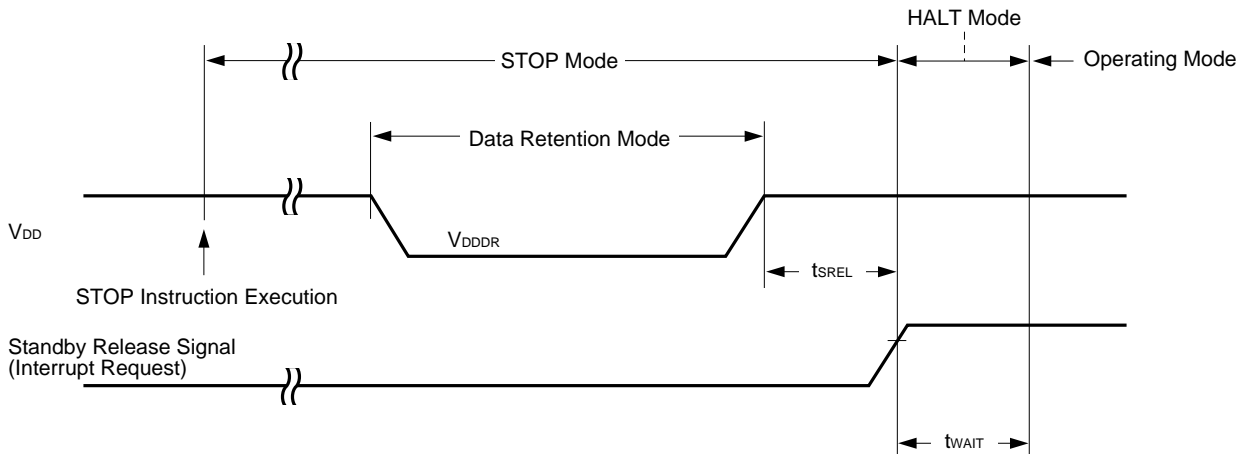 HALT Mode
STOP Mode
Operating Mode
Data Retention Mode
VDD
VDDDR
tSREL
STOP Instruction Execution
Standby Release Signal
(Interrupt Request)
tWAIT